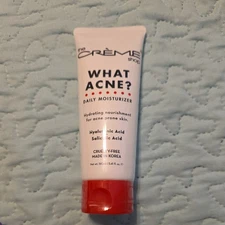 the
CRÈME
shop
WHAT
ACNE?
DAILY MOISTURIZER
Hydrating nourishment
for acne prone skin.
Hyaluronic Acid
Salicylic Acid
CRUELTY-FREE
MADE IN KOREA